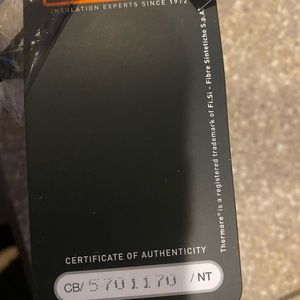 INSULATION EXPERTS SINCE 1972
Thermore® is a registered trademark of Fi.Si - Fibre Sintetiche S.p.A.
CERTIFICATE OF AUTHENTICITY
CB/ 5701170 / NT